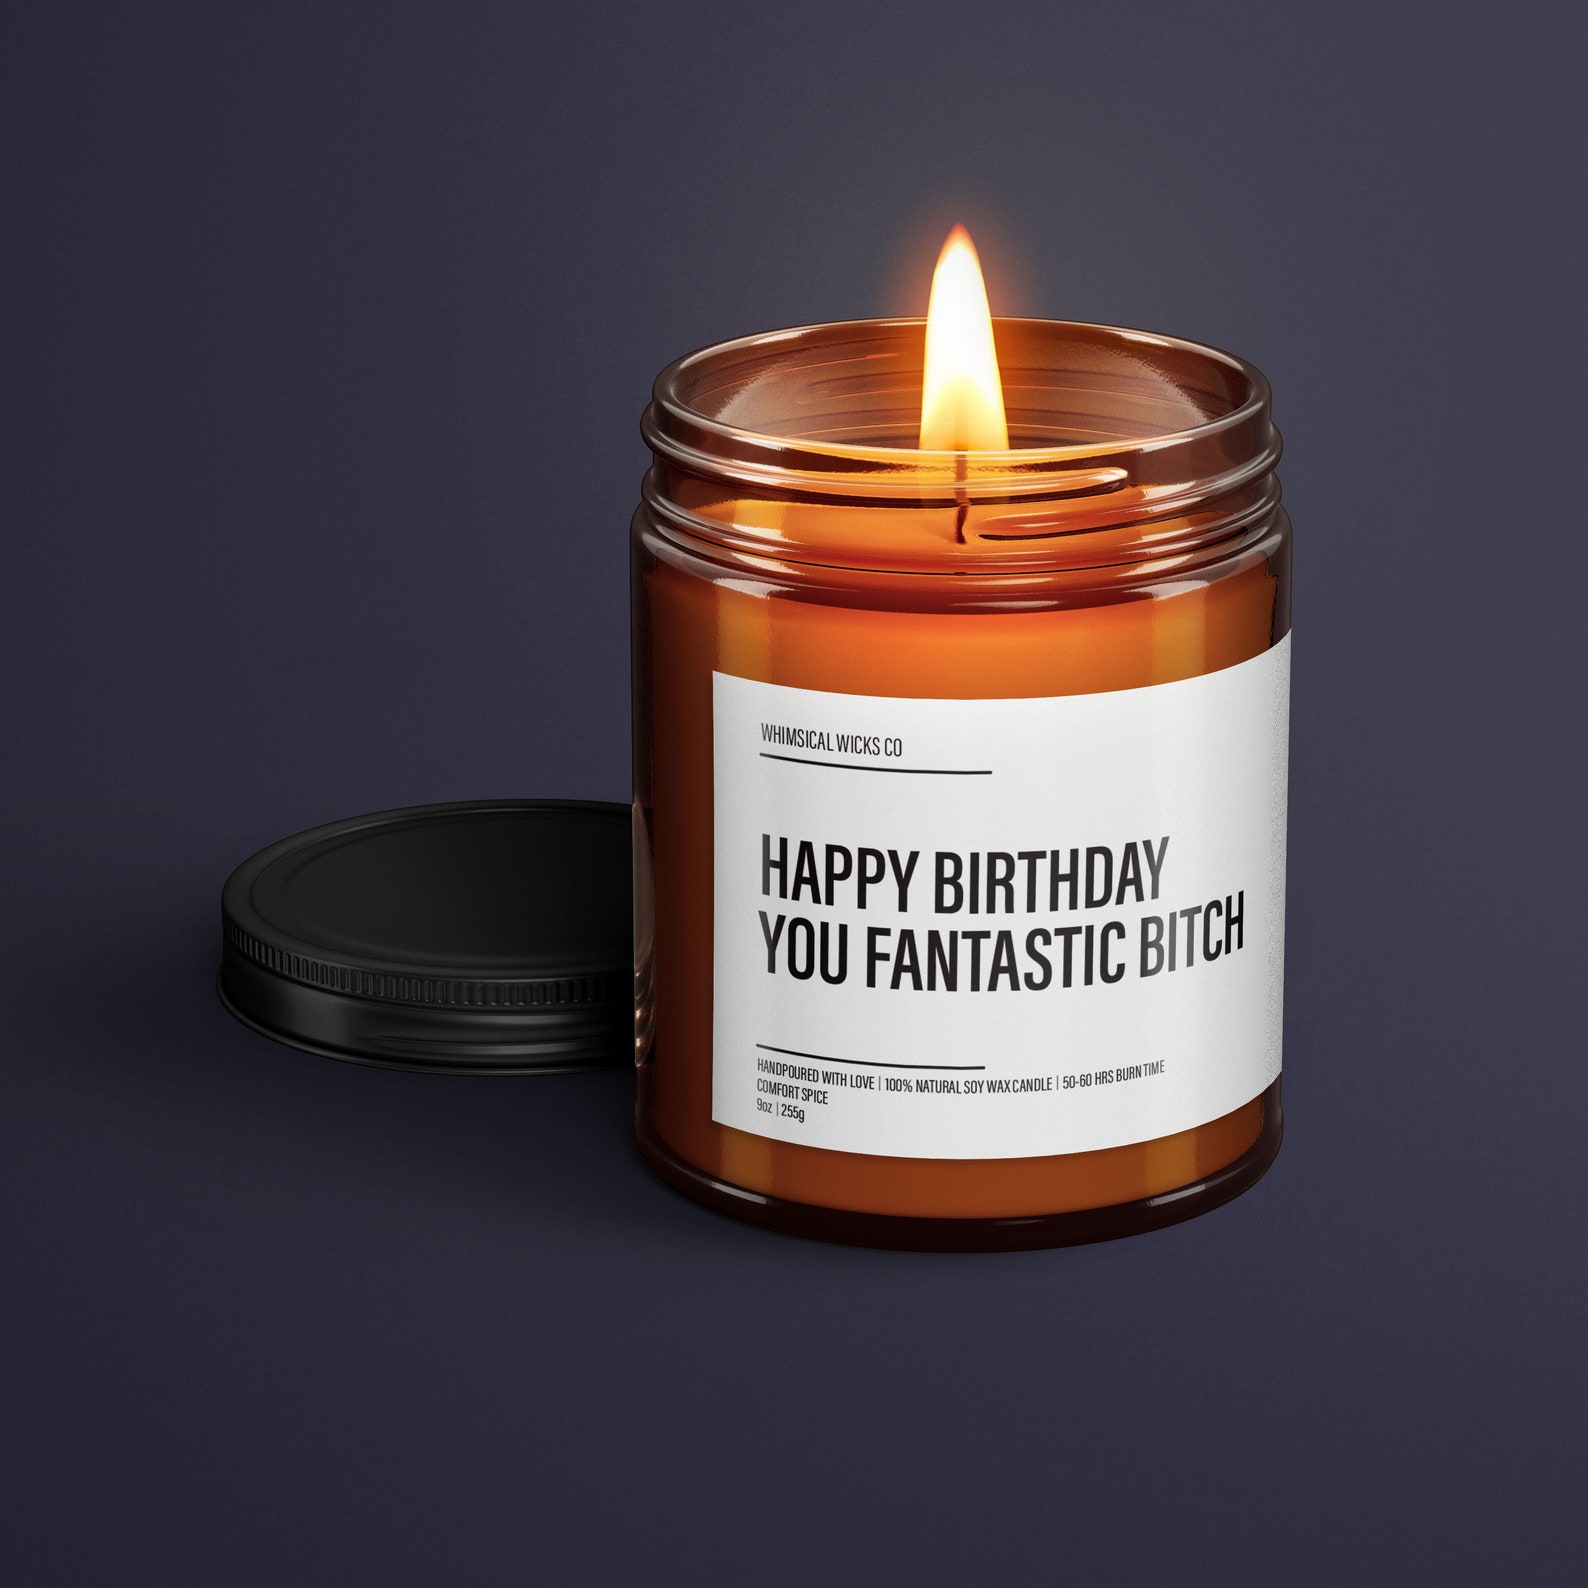 WHIMSICAL WICKS CO
HAPPY BIRTHDAY
YOU FANTASTIC BITCH
HANDPOURED WITH LOVE | 100% NATURAL SOY WAX CANDLE | 50-60 HRS BURN TIME
COMFORT SPICE
9oz | 255g